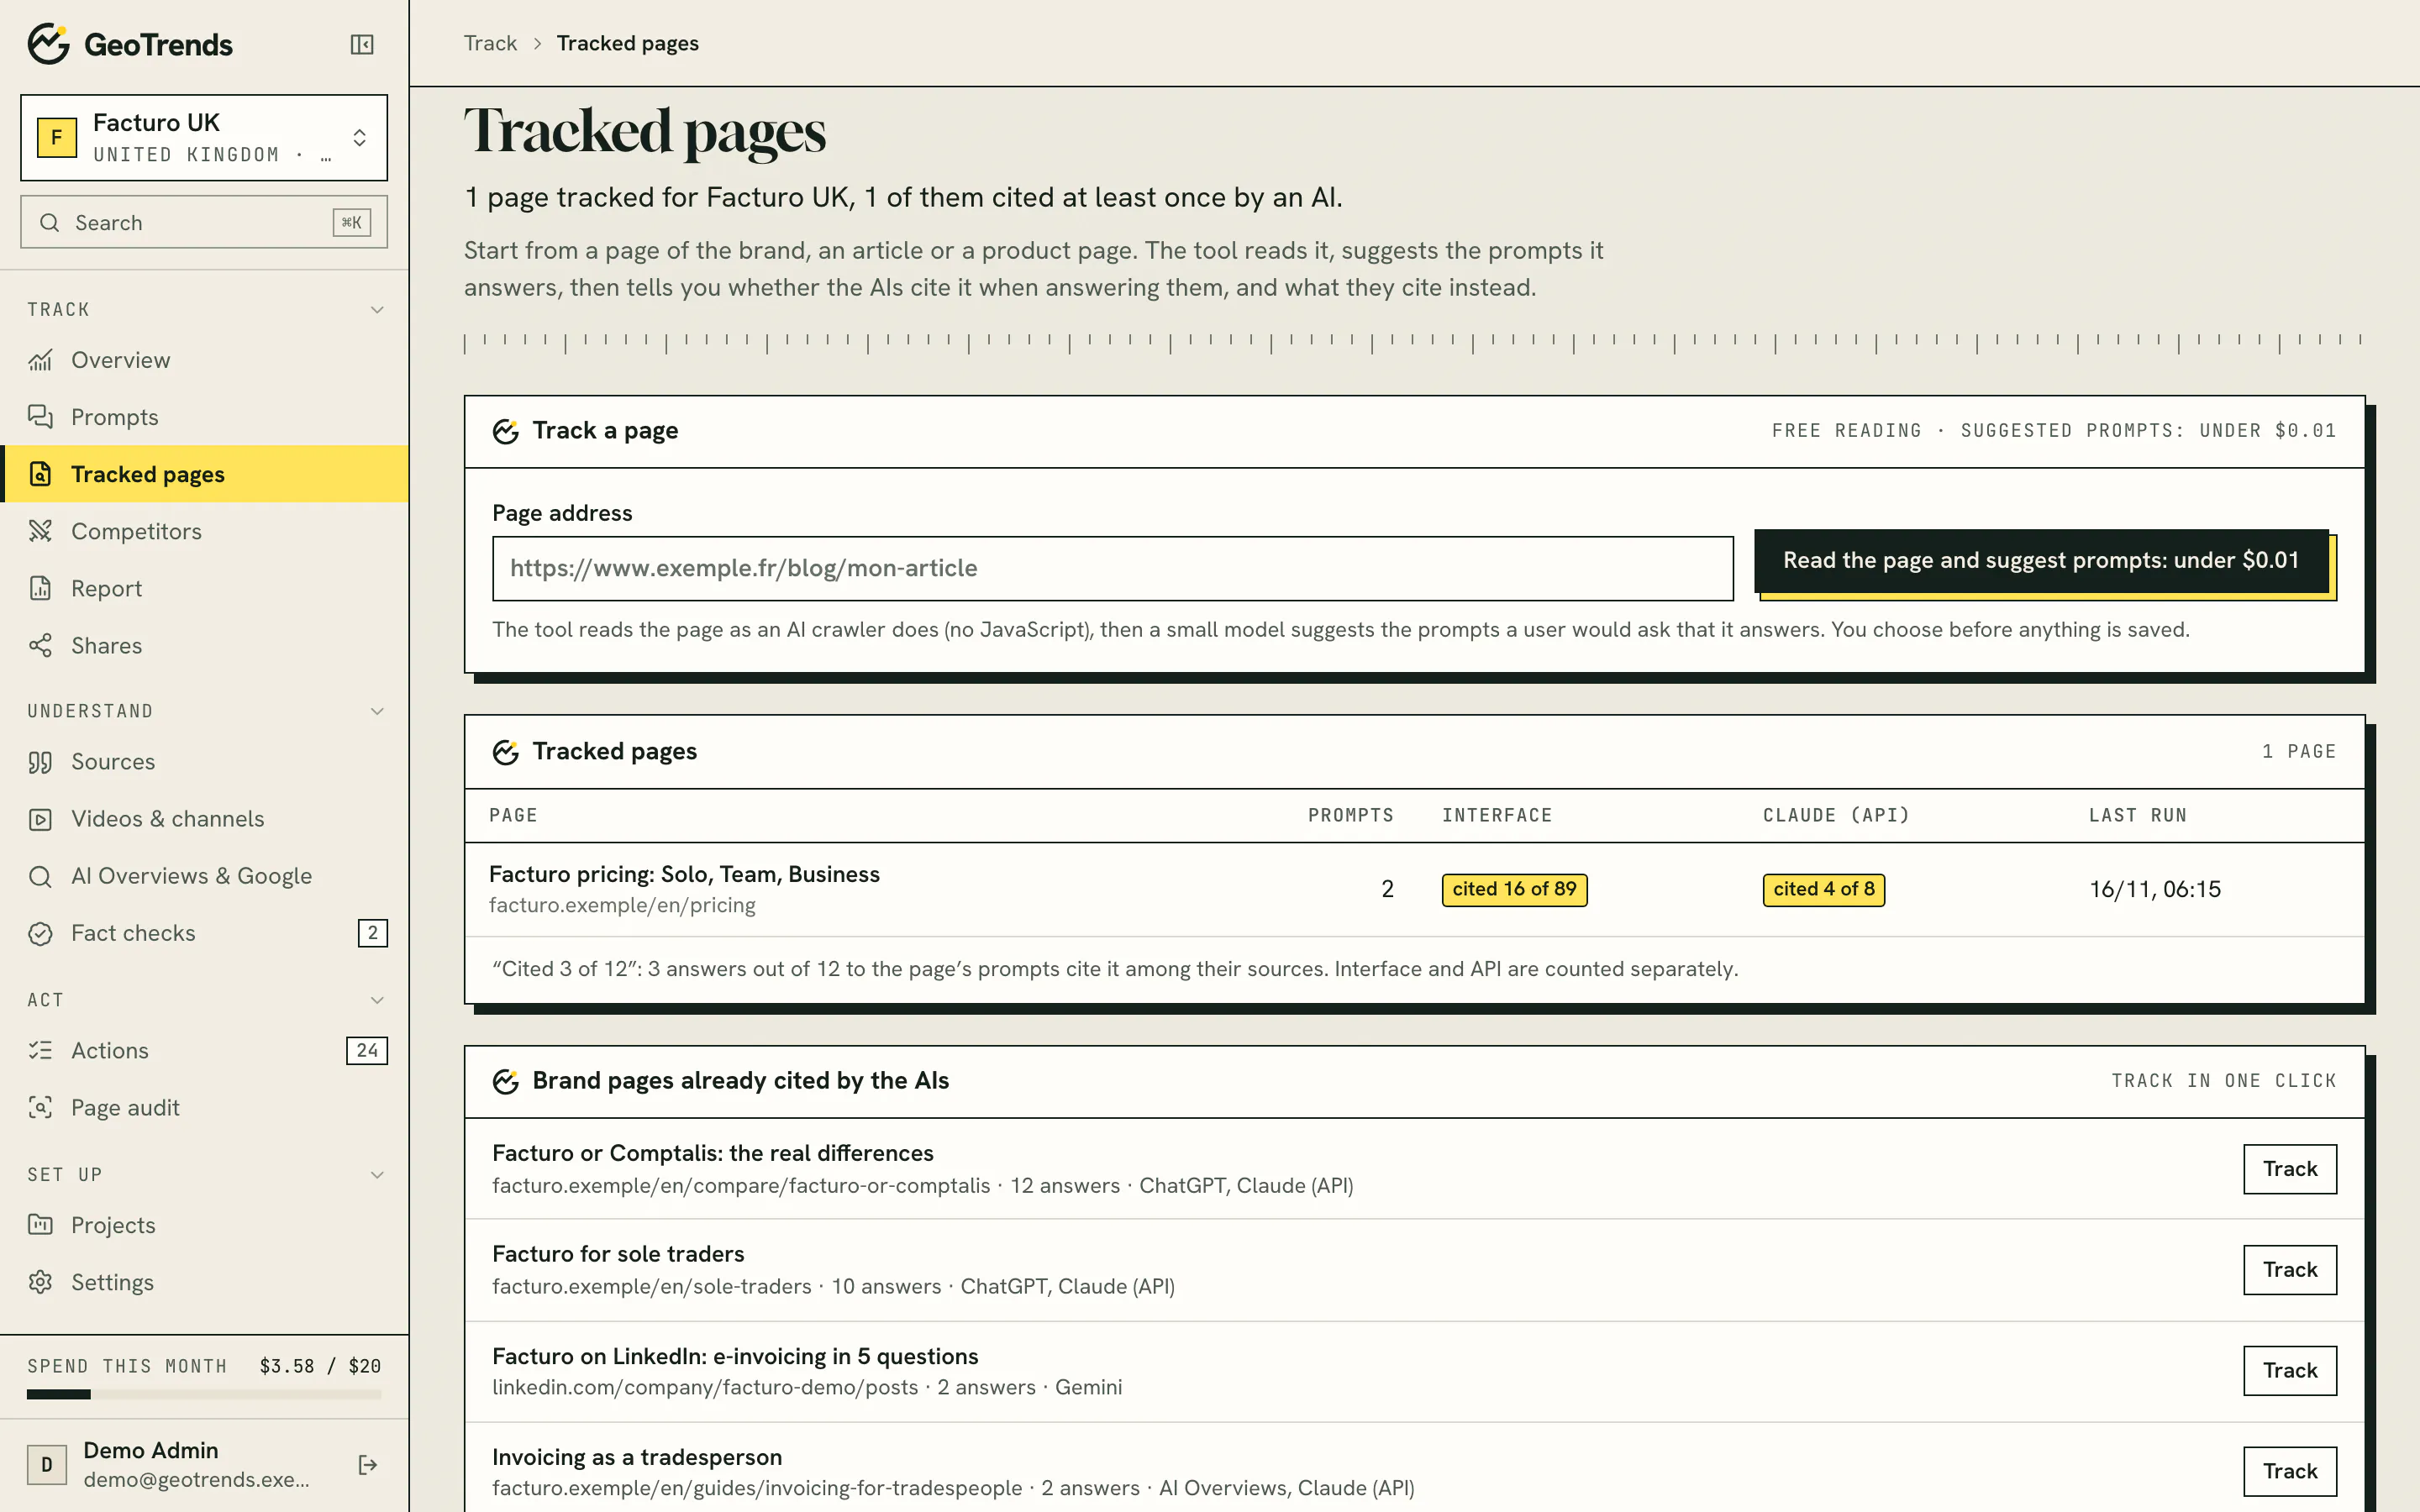 GeoTrends
F
Facturo UK
UNITED KINGDOM · …
Search
⌘K
TRACK
Overview
Prompts
Tracked pages
Competitors
Report
Shares
UNDERSTAND
Sources
Videos & channels
AI Overviews & Google
Fact checks
2
ACT
Actions
24
Page audit
SET UP
Projects
Settings
SPEND THIS MONTH $3.58 / $20
D
Demo Admin
demo@geotrends.exe...
Track > Tracked pages
Tracked pages
1 page tracked for Facturo UK, 1 of them cited at least once by an AI.
Start from a page of the brand, an article or a product page. The tool reads it, suggests the prompts it
answers, then tells you whether the AIs cite it when answering them, and what they cite instead.
Track a page
FREE READING · SUGGESTED PROMPTS: UNDER $0.01
Page address
https://www.exemple.fr/blog/mon-article
Read the page and suggest prompts: under $0.01
The tool reads the page as an AI crawler does (no JavaScript), then a small model suggests the prompts a user would ask that it answers. You choose before anything is saved.
Tracked pages
1 PAGE
PAGE PROMPTS INTERFACE CLAUDE (API) LAST RUN
Facturo pricing: Solo, Team, Business
facturo.exemple/en/pricing
2 cited 16 of 89 cited 4 of 8 16/11, 06:15
“Cited 3 of 12”: 3 answers out of 12 to the page’s prompts cite it among their sources. Interface and API are counted separately.
Brand pages already cited by the AIs
TRACK IN ONE CLICK
Facturo or Comptalis: the real differences
facturo.exemple/en/compare/facturo-or-comptalis · 12 answers · ChatGPT, Claude (API)
Track
Facturo for sole traders
facturo.exemple/en/sole-traders · 10 answers · ChatGPT, Claude (API)
Track
Facturo on LinkedIn: e-invoicing in 5 questions
linkedin.com/company/facturo-demo/posts · 2 answers · Gemini
Track
Invoicing as a tradesperson
facturo.exemple/en/guides/invoicing-for-tradespeople · 2 answers · AI Overviews, Claude (API)
Track